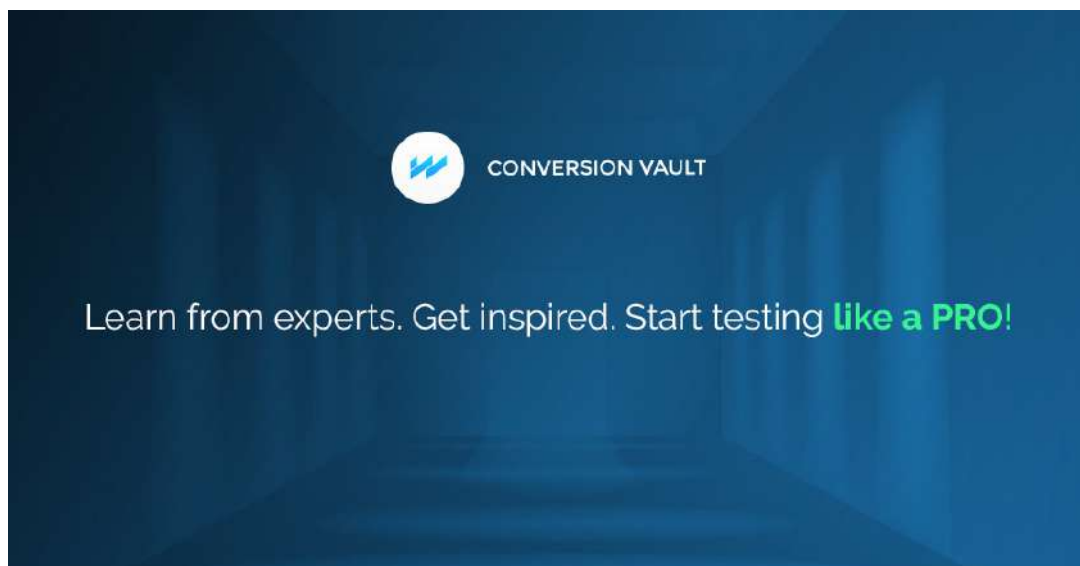 CONVERSION VAULT
Learn from experts. Get inspired. Start testing like a PRO!